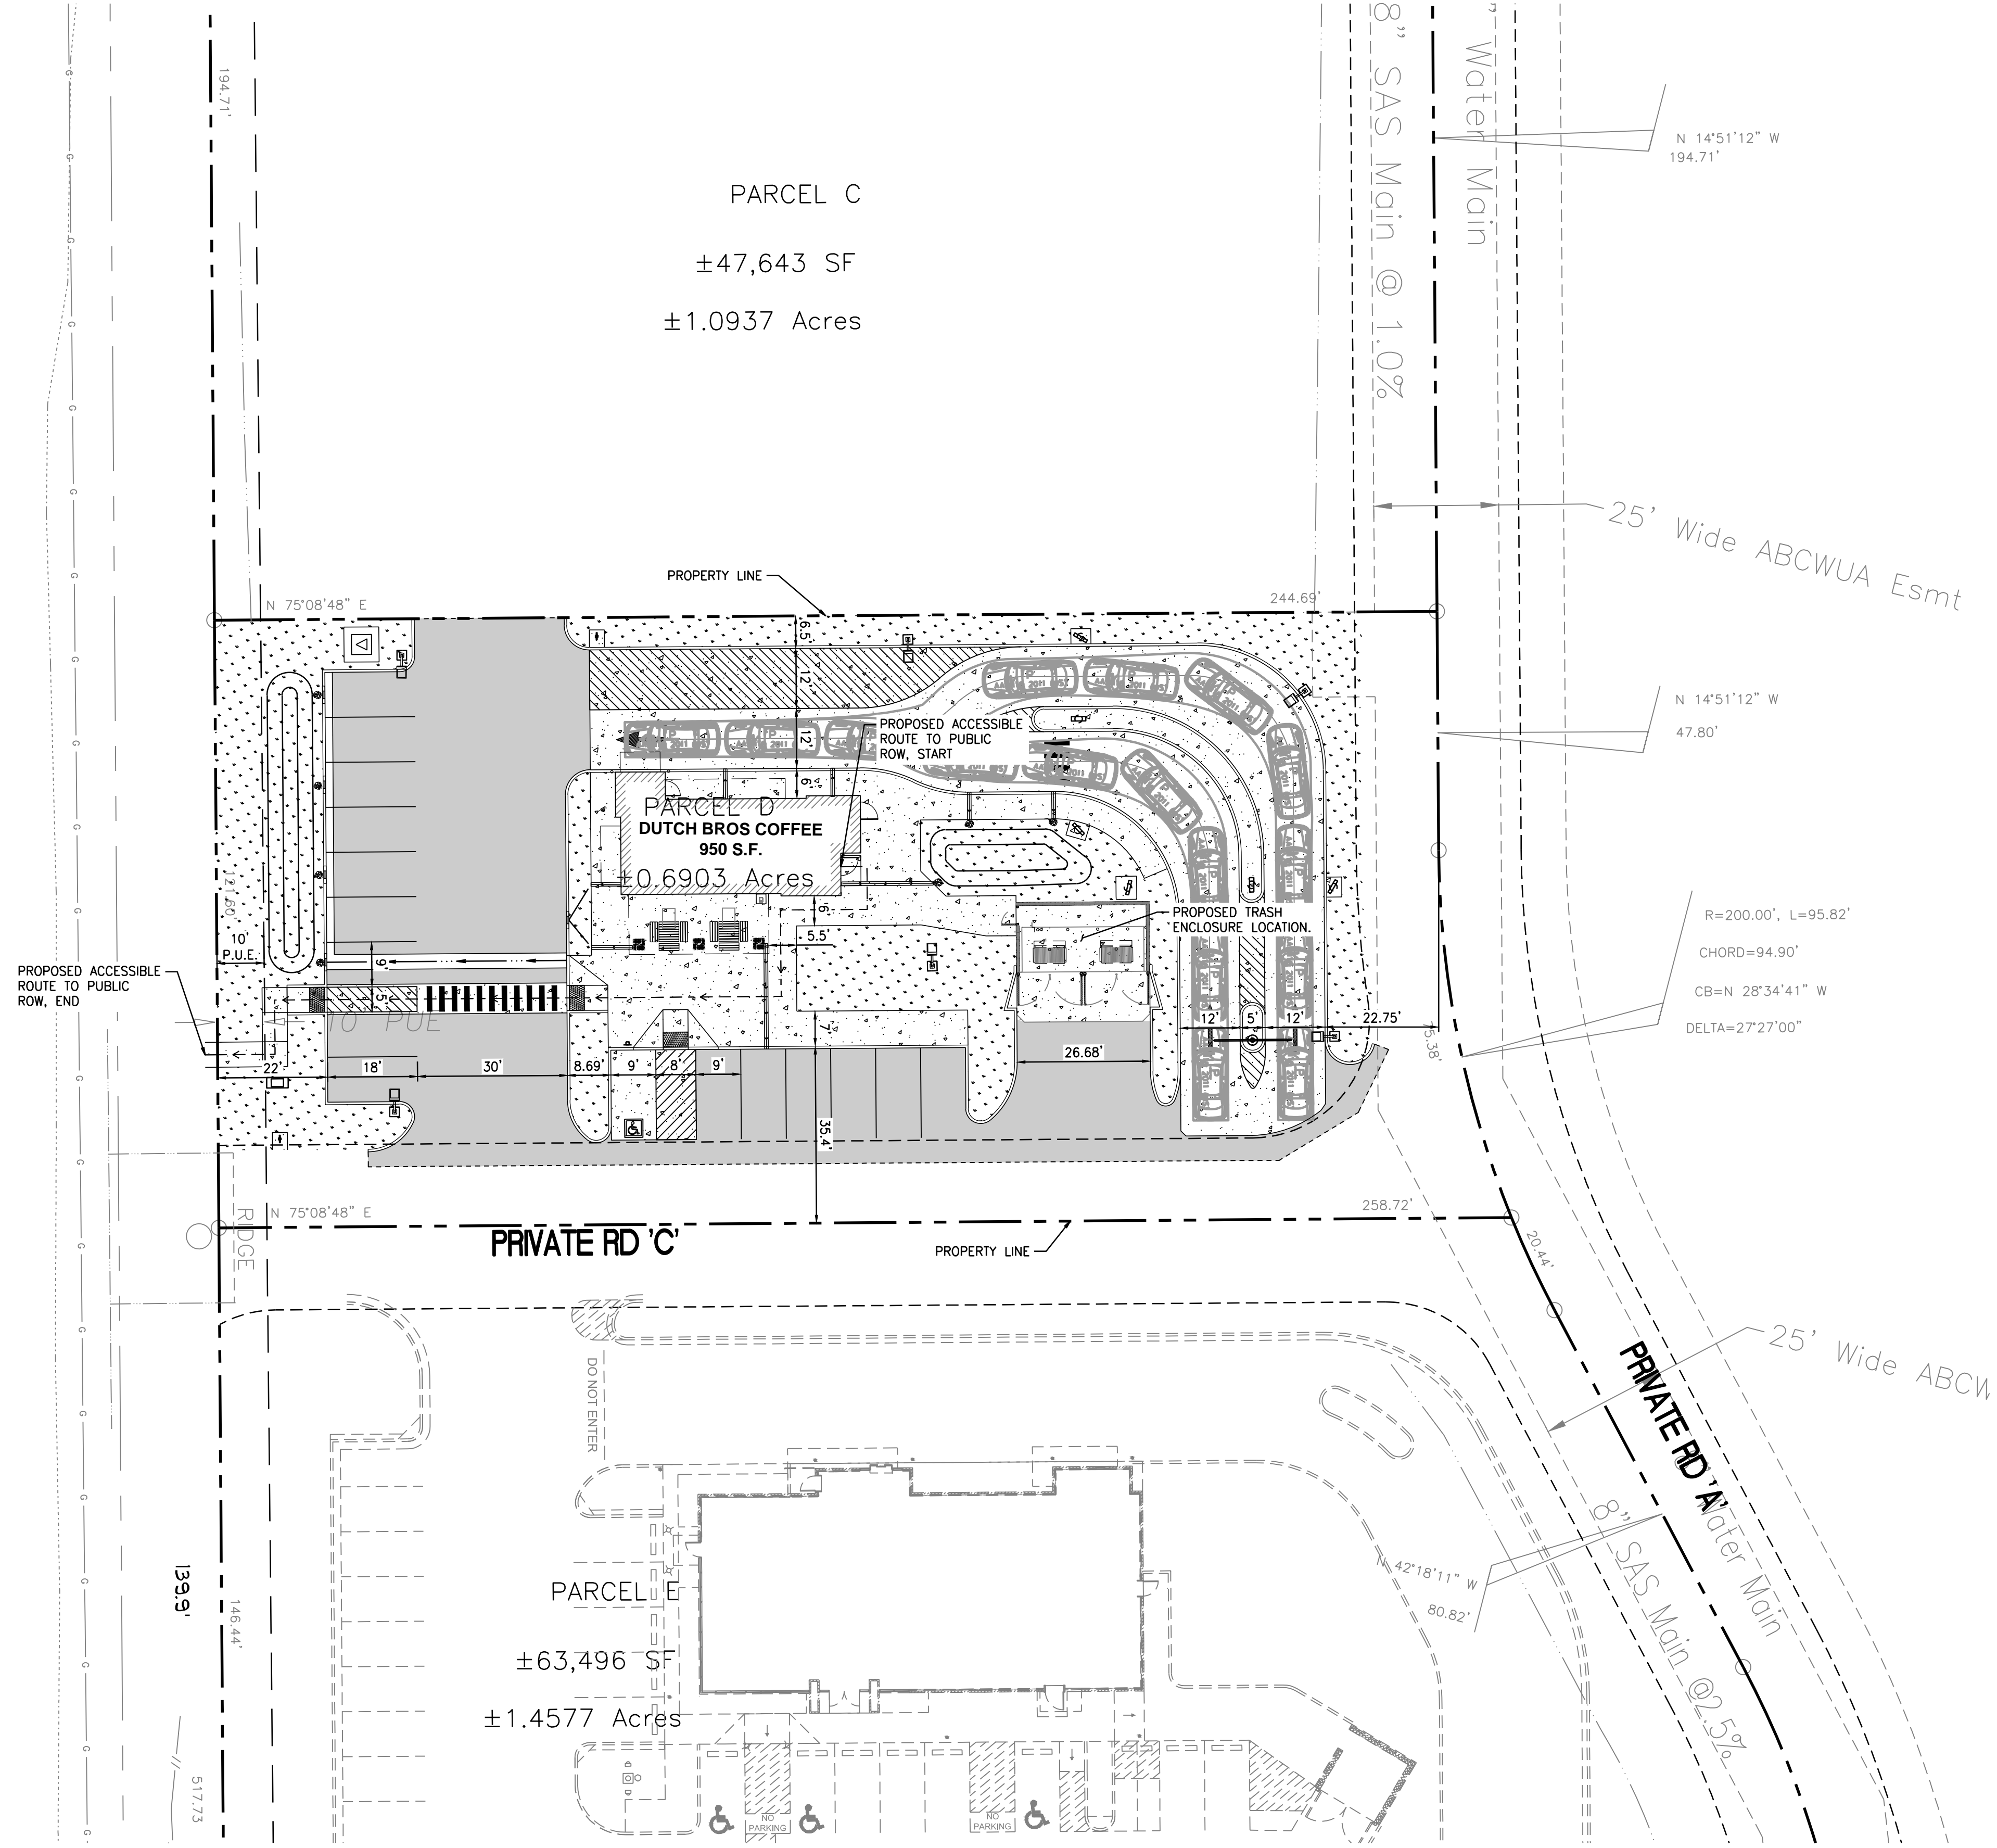 8" SAS Main @ 1.0%
Water Main
194.71'
N 14°51'12" W
194.71'
PARCEL C
±47,643 SF
±1.0937 Acres
25' Wide ABCWUA Esmt
PROPERTY LINE
N 75°08'48" E
244.69'
6.5'
12'
12'
6'
PROPOSED ACCESSIBLE
ROUTE TO PUBLIC
ROW, START
N 14°51'12" W
47.80'
PARCEL D
DUTCH BROS COFFEE
950 S.F.
±0.6903 Acres
121.60'
10'
P.U.E.
PROPOSED ACCESSIBLE
ROUTE TO PUBLIC
ROW, END
9'
5'
10' PUE
6'
5.5'
PROPOSED TRASH
ENCLOSURE LOCATION.
R=200.00', L=95.82'
CHORD=94.90'
CB=N 28°34'41" W
DELTA=27°27'00"
7'
12'
5'
12'
22.75'
75.38'
22'
18'
30'
8.69'
9'
8'
9'
26.68'
35.4'
RIDGE
N 75°08'48" E
258.72'
PRIVATE RD 'C'
PROPERTY LINE
20.44'
25' Wide ABCW
PRIVATE RD 'A'
DO NOT ENTER
Water Main
8" SAS Main @2.5%
N 42°18'11" W
80.82'
139.9'
146.44'
PARCEL E
±63,496 SF
±1.4577 Acres
517.73
NO
PARKING
NO
PARKING
G G G G G G G G G G G G G G G G G G G G G G